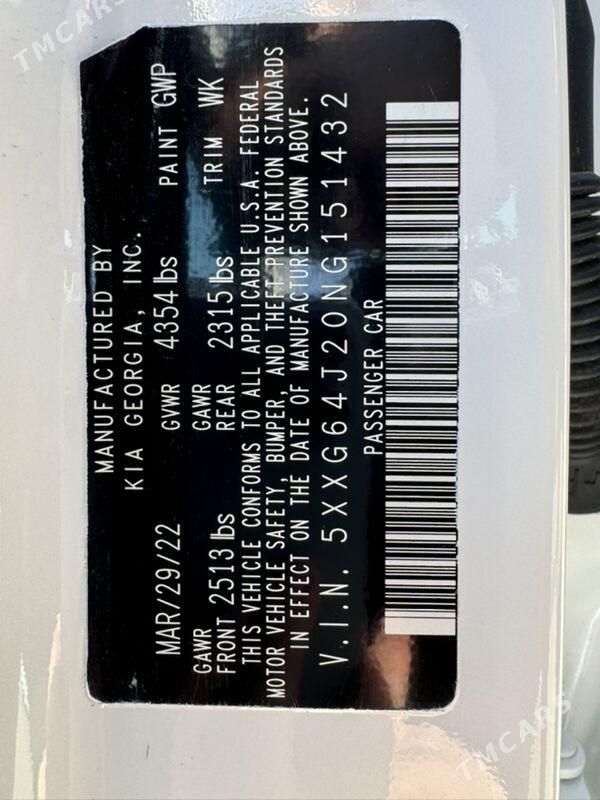 MANUFACTURED BY
KIA GEORGIA, INC.
MAR/29/22 GVWR 4354 lbs PAINT GWP
GAWR GAWR
FRONT 2513 lbs REAR 2315 lbs TRIM WK
THIS VEHICLE CONFORMS TO ALL APPLICABLE U.S.A. FEDERAL
MOTOR VEHICLE SAFETY, BUMPER, AND THEFT PREVENTION STANDARDS
IN EFFECT ON THE DATE OF MANUFACTURE SHOWN ABOVE.
V.I.N. 5XXG64J20NG151432
PASSENGER CAR
TMCARS
TMCARS